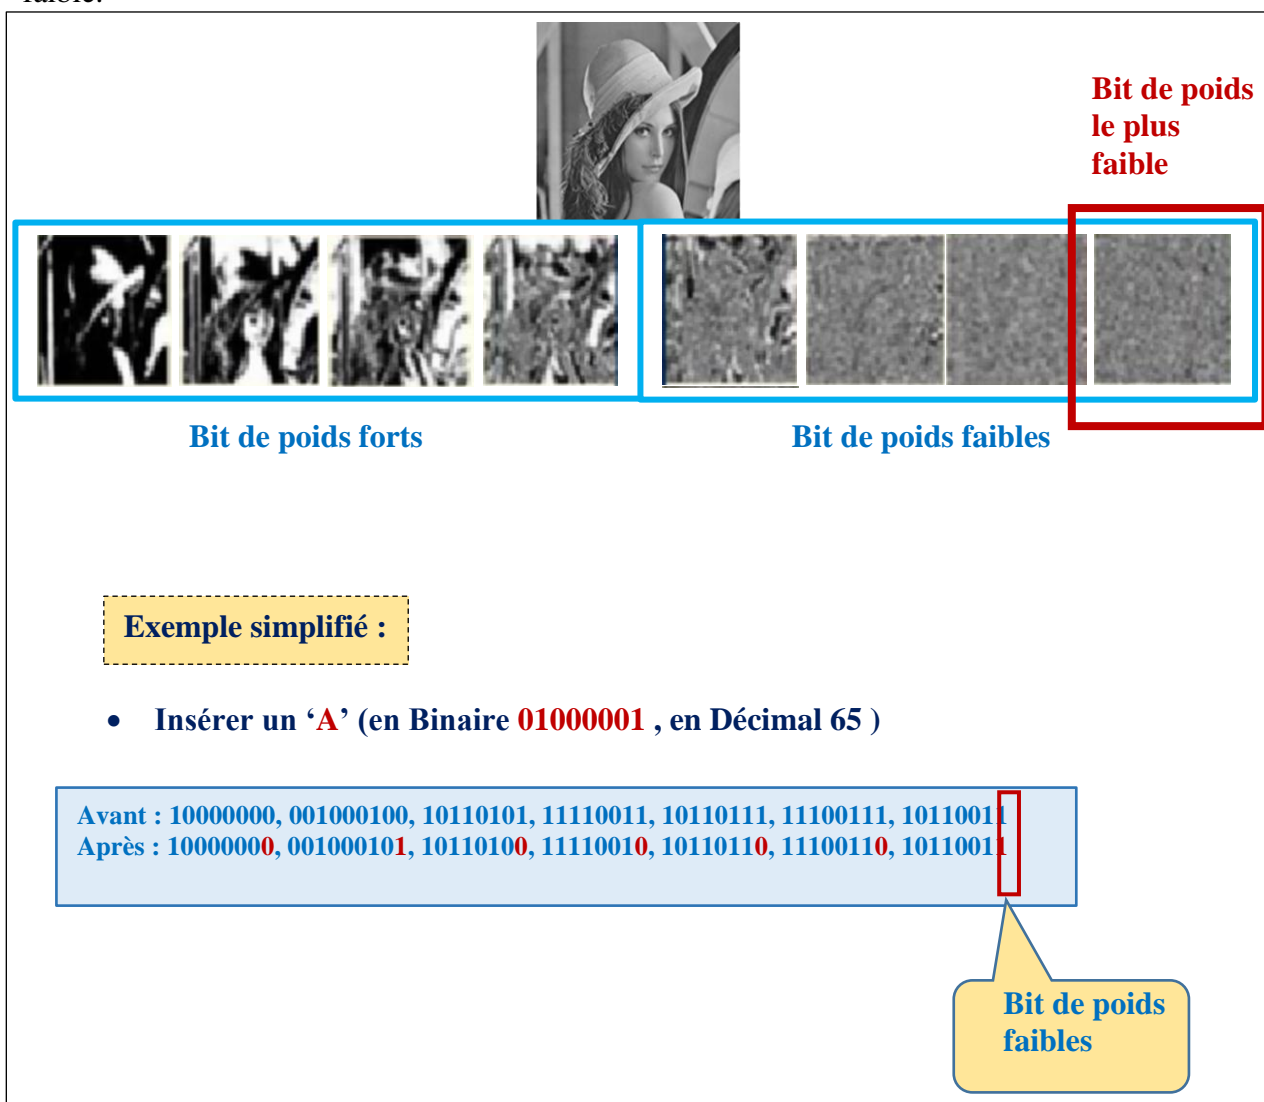 faible.
Bit de poids
le plus
faible
Bit de poids forts
Bit de poids faibles
Exemple simplifié :
• Insérer un ‘A’ (en Binaire 01000001 , en Décimal 65 )
Avant : 10000000, 001000100, 10110101, 11110011, 10110111, 11100111, 10110011
Après : 10000000, 001000101, 10110100, 11110010, 10110110, 11100110, 10110011
Bit de poids
faibles